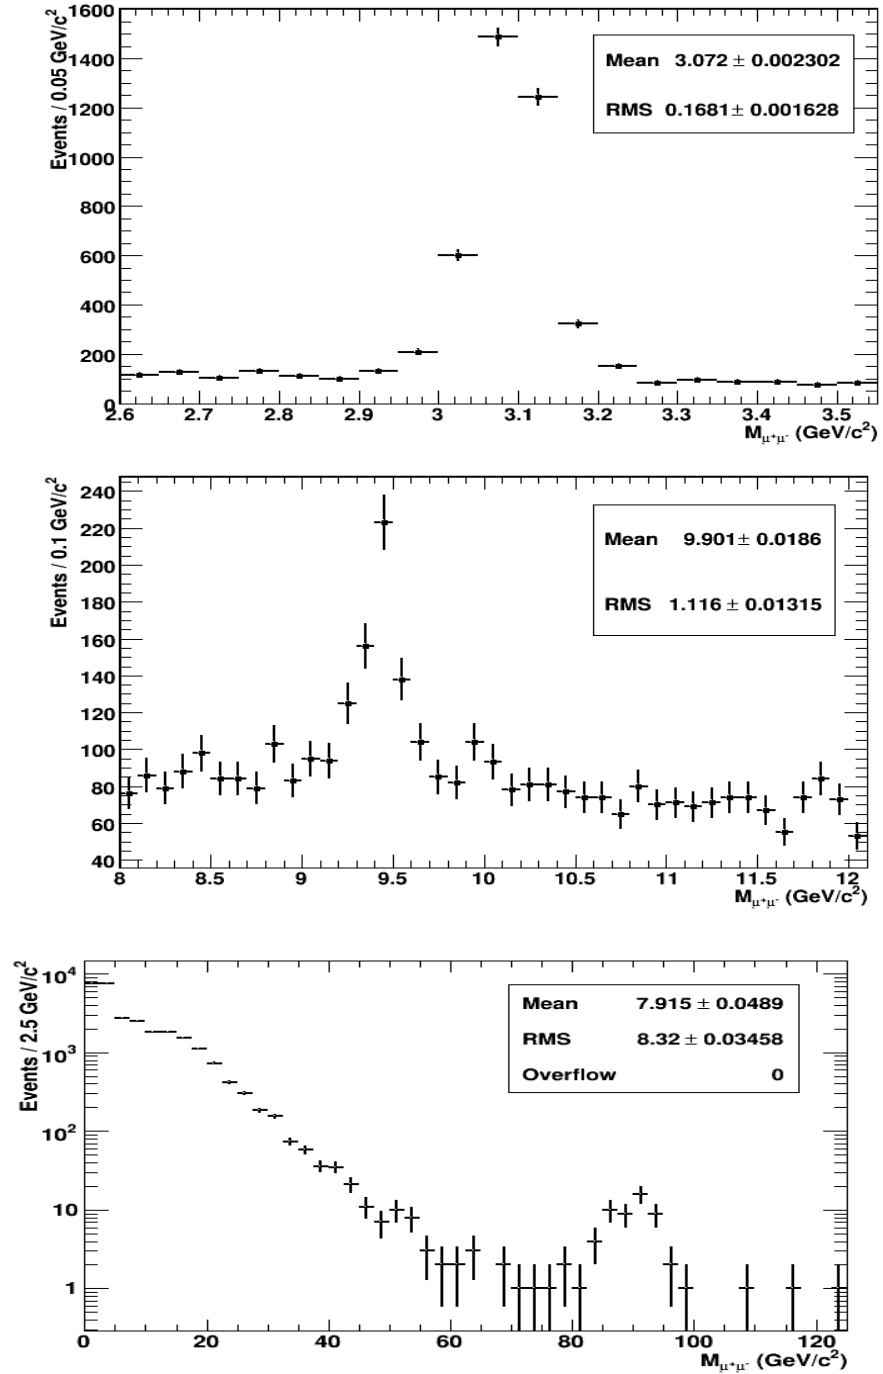 Events / 0.05 GeV/c²
1600
1400
1200
1000
800
600
400
200
0
Mean 3.072 ± 0.002302
RMS 0.1681 ± 0.001628
2.6 2.7 2.8 2.9 3 3.1 3.2 3.3 3.4 3.5
M μ⁺μ⁻ (GeV/c²)
Events / 0.1 GeV/c²
240
220
200
180
160
140
120
100
80
60
40
Mean 9.901 ± 0.0186
RMS 1.116 ± 0.01315
8 8.5 9 9.5 10 10.5 11 11.5 12
M μ⁺μ⁻ (GeV/c²)
Events / 2.5 GeV/c²
10⁴
10³
10²
10
1
Mean 7.915 ± 0.0489
RMS 8.32 ± 0.03458
Overflow 0
0 20 40 60 80 100 120
M μ⁺μ⁻ (GeV/c²)